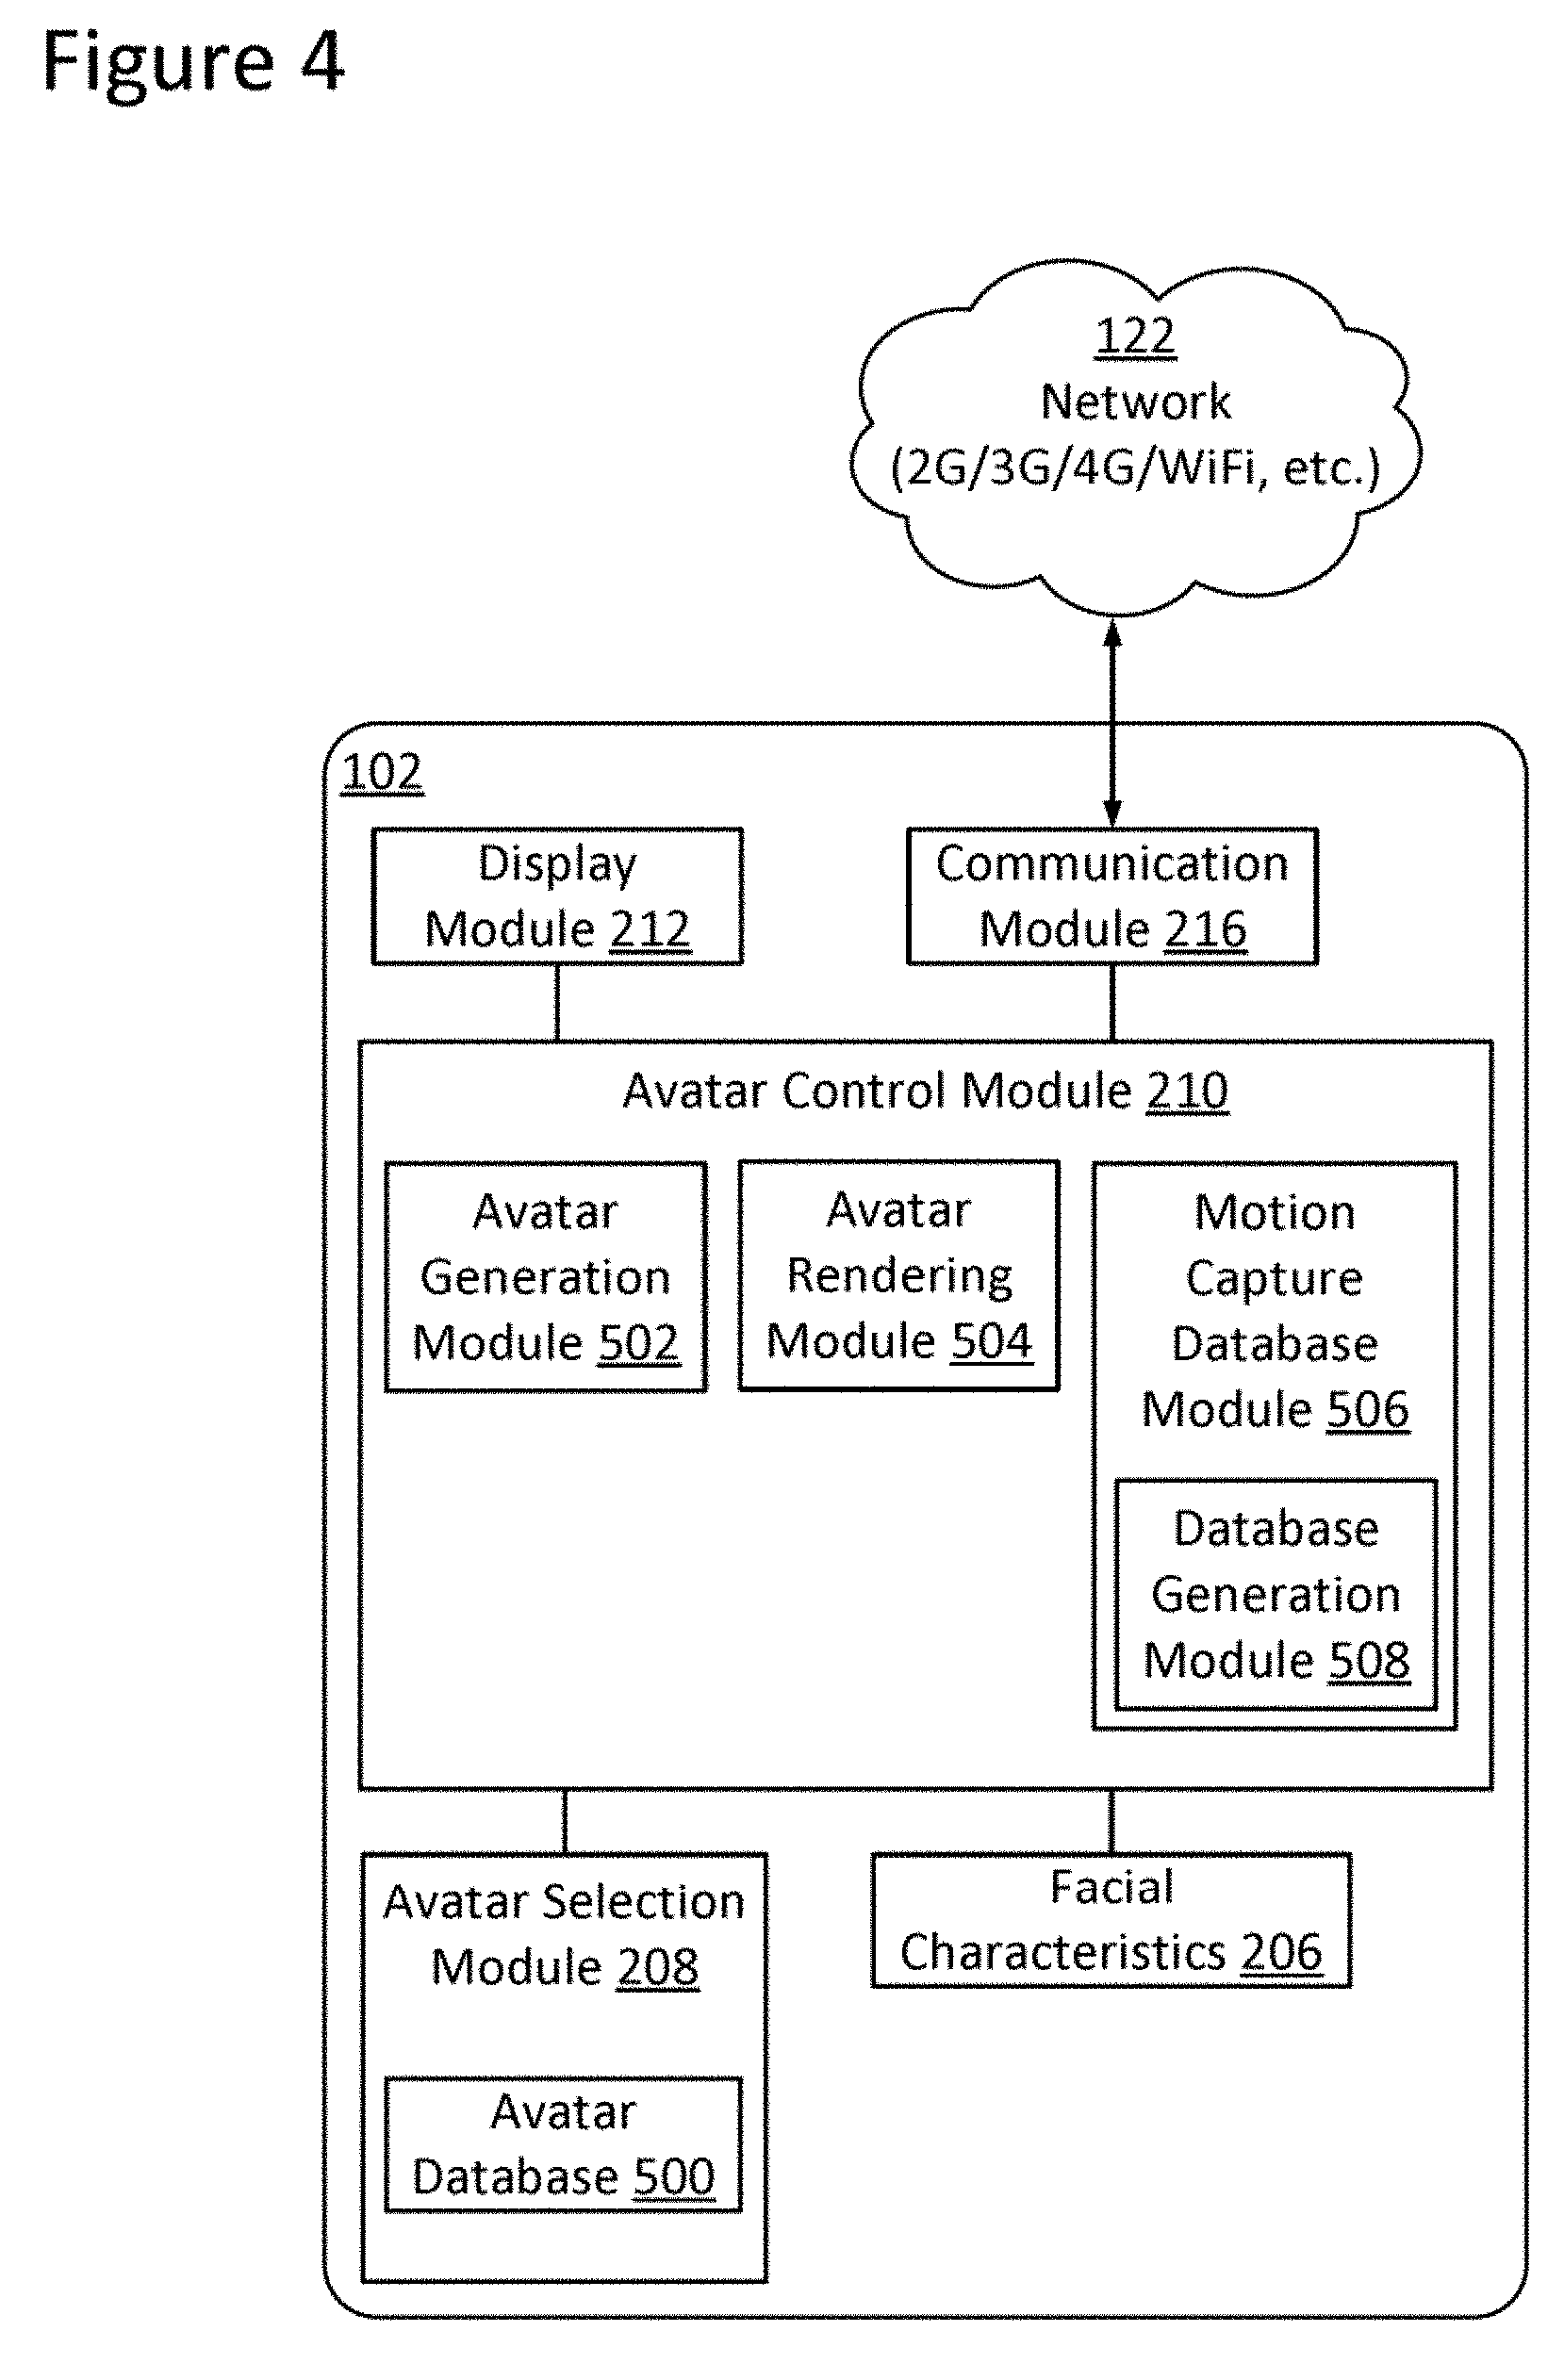 Figure 4
122
Network
(2G/3G/4G/WiFi, etc.)
102
Display
Module 212
Communication
Module 216
Avatar Control Module 210
Avatar
Generation
Module 502
Avatar
Rendering
Module 504
Motion
Capture
Database
Module 506
Database
Generation
Module 508
Avatar Selection
Module 208
Avatar
Database 500
Facial
Characteristics 206